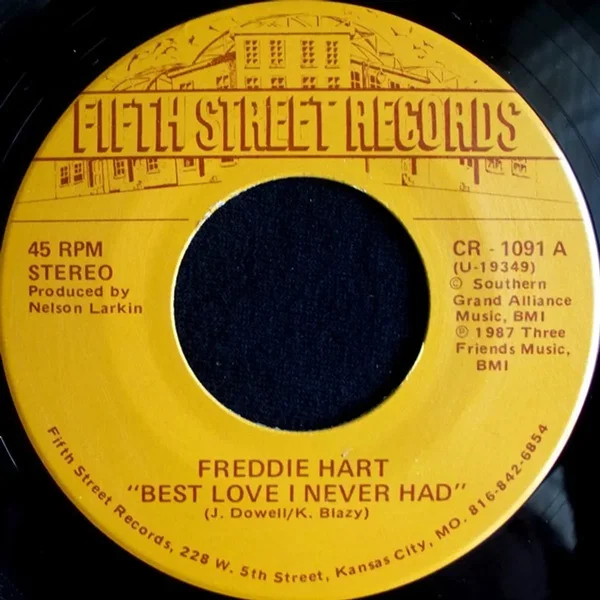 FIFTH STREET RECORDS
45 RPM
STEREO
Produced by
Nelson Larkin
CR - 1091 A
(U-19349)
© Southern
Grand Alliance
Music, BMI
℗ 1987 Three
Friends Music,
BMI
FREDDIE HART
"BEST LOVE I NEVER HAD"
(J. Dowell/K. Blazy)
Fifth Street Records, 228 W. 5th Street, Kansas City, MO. 816-842-6854